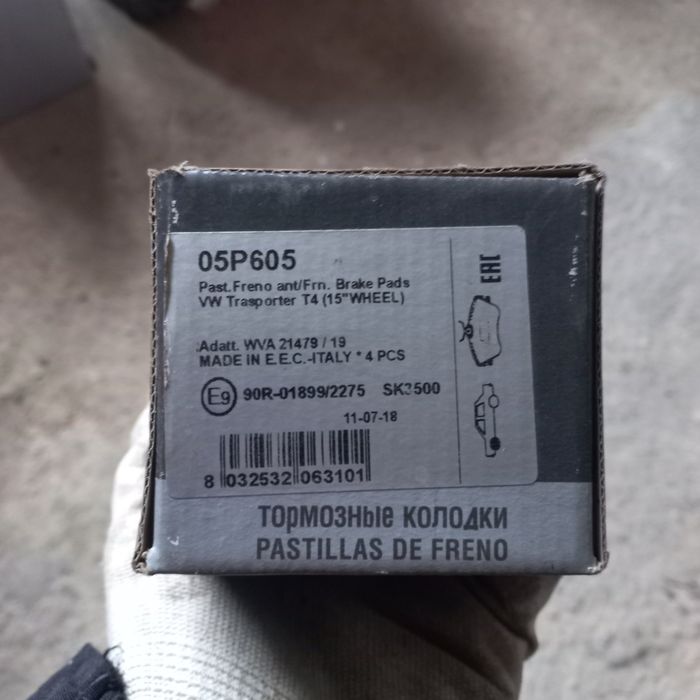 05P605
Past.Freno ant/Frn. Brake Pads
VW Trasporter T4 (15"WHEEL)
Adatt. WVA 21479 / 19
MADE IN E.E.C.-ITALY * 4 PCS
E9 90R-01899/2275 SK3500
11-07-18
8 032532 063101
EAC
ТОРМОЗНЫЕ КОЛОДКИ
PASTILLAS DE FRENO